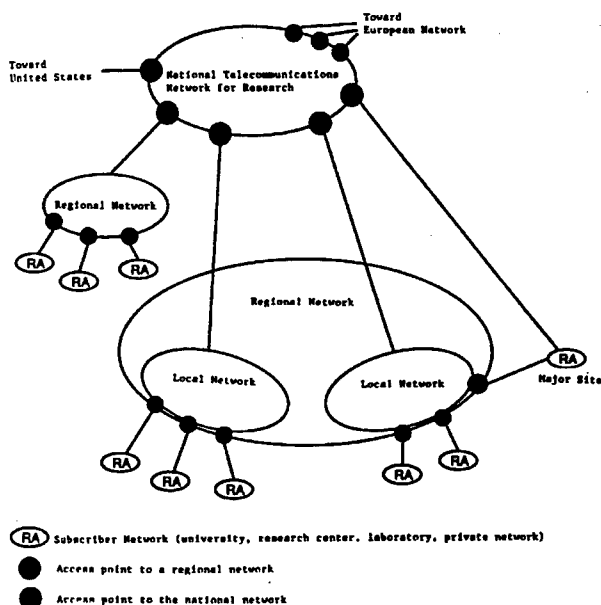 Toward
European Network
Toward
United States
National Telecommunications
Network for Research
Regional Network
RA
RA
RA
Regional Network
Local Network
Local Network
RA
Major Site
RA
RA
RA
RA
RA
RA Subscriber Network (university, research center, laboratory, private network)
Access point to a regional network
Access point to the national network